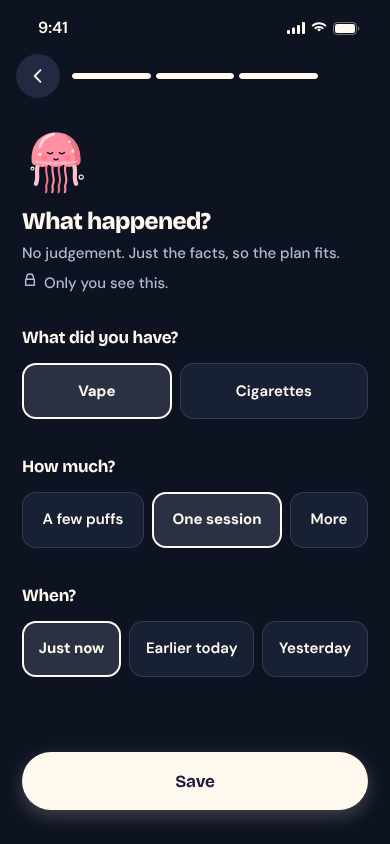 9:41
What happened?
No judgement. Just the facts, so the plan fits.
Only you see this.
What did you have?
Vape Cigarettes
How much?
A few puffs One session More
When?
Just now Earlier today Yesterday
Save